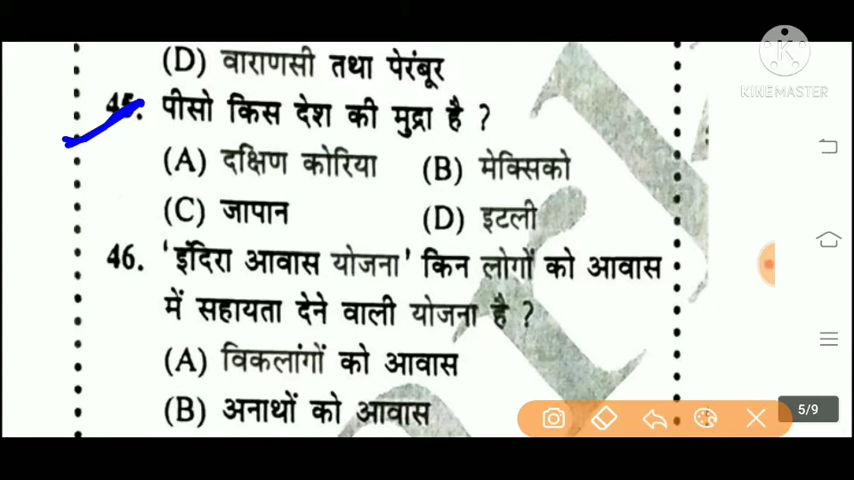 (D) वाराणसी तथा पेरंबूर
45. पीसो किस देश की मुद्रा है ?
(A) दक्षिण कोरिया (B) मेक्सिको
(C) जापान (D) इटली
46. 'इंदिरा आवास योजना' किन लोगों को आवास
में सहायता देने वाली योजना है ?
(A) विकलांगों को आवास
(B) अनाथों को आवास
K
KINEMASTER
5/9